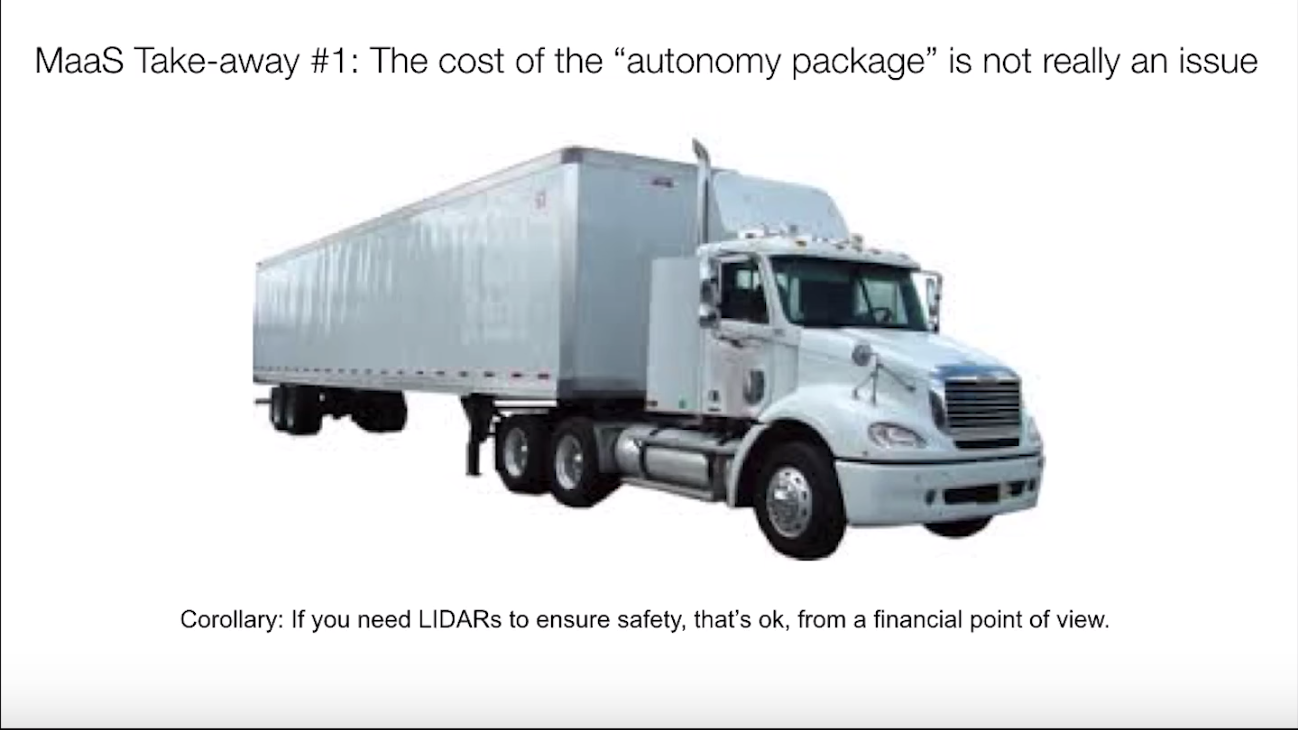 MaaS Take-away #1: The cost of the “autonomy package” is not really an issue
Corollary: If you need LIDARs to ensure safety, that’s ok, from a financial point of view.